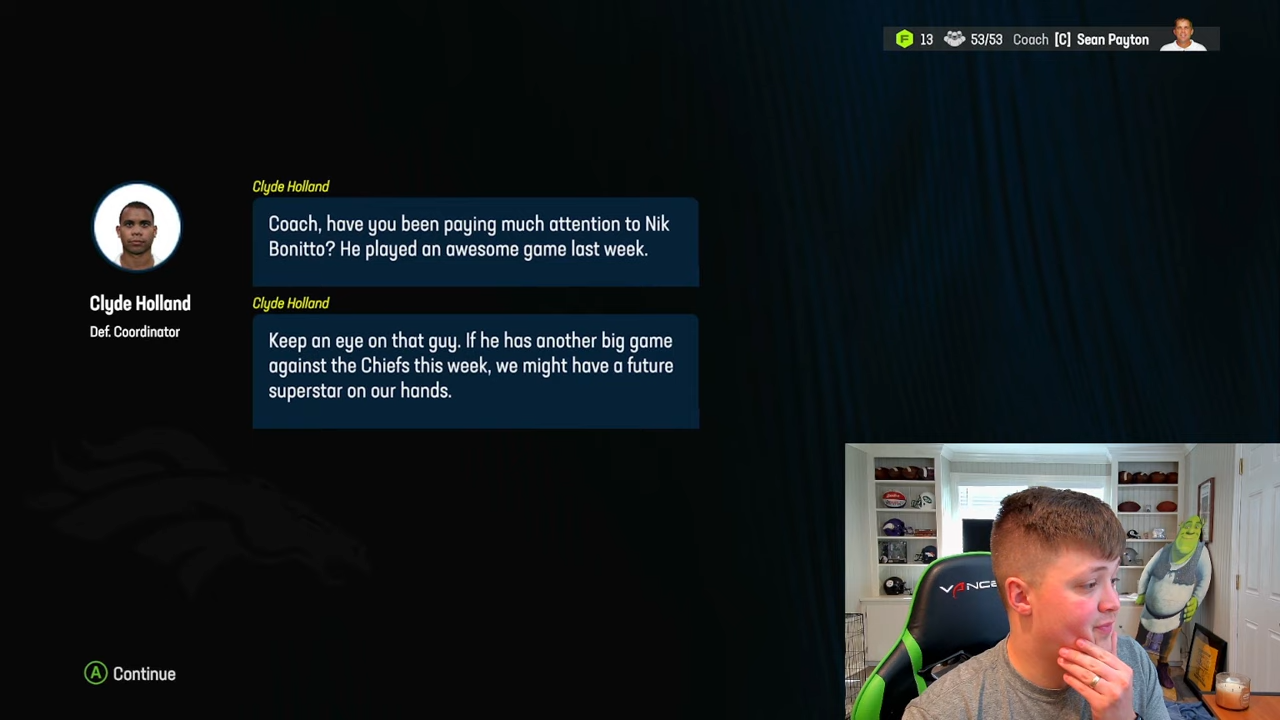 13 53/53 Coach [C] Sean Payton
Clyde Holland
Coach, have you been paying much attention to Nik
Bonitto? He played an awesome game last week.
Clyde Holland
Def. Coordinator
Clyde Holland
Keep an eye on that guy. If he has another big game
against the Chiefs this week, we might have a future
superstar on our hands.
A Continue